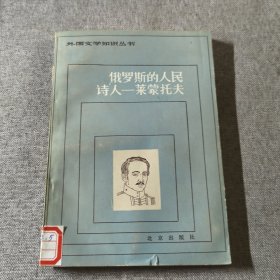 外国文学知识丛书
俄罗斯的人民
诗人—莱蒙托夫
北京出版社